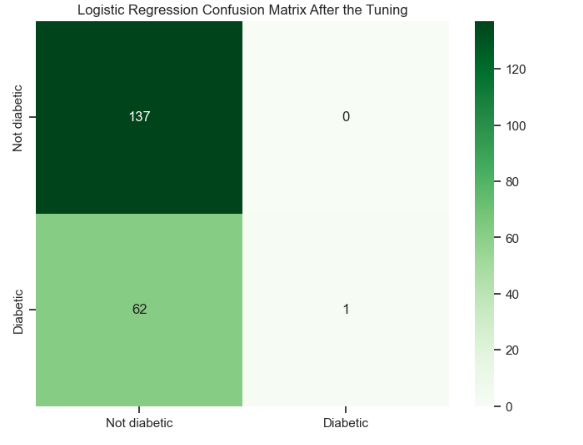 Logistic Regression Confusion Matrix After the Tuning
Not diabetic
137
0
Diabetic
62
1
Not diabetic
Diabetic
120
100
80
60
40
20
0